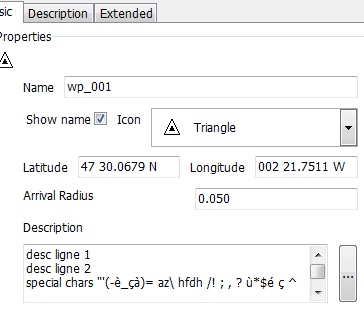 sic Description Extended
Properties
Name wp_001
Show name Icon Triangle
Latitude 47 30.0679 N Longitude 002 21.7511 W
Arrival Radius 0.050
Description
desc ligne 1
desc ligne 2
special chars "'(-è_çà)= az\ hfdh /! ; , ? ù*$é ç ^
...